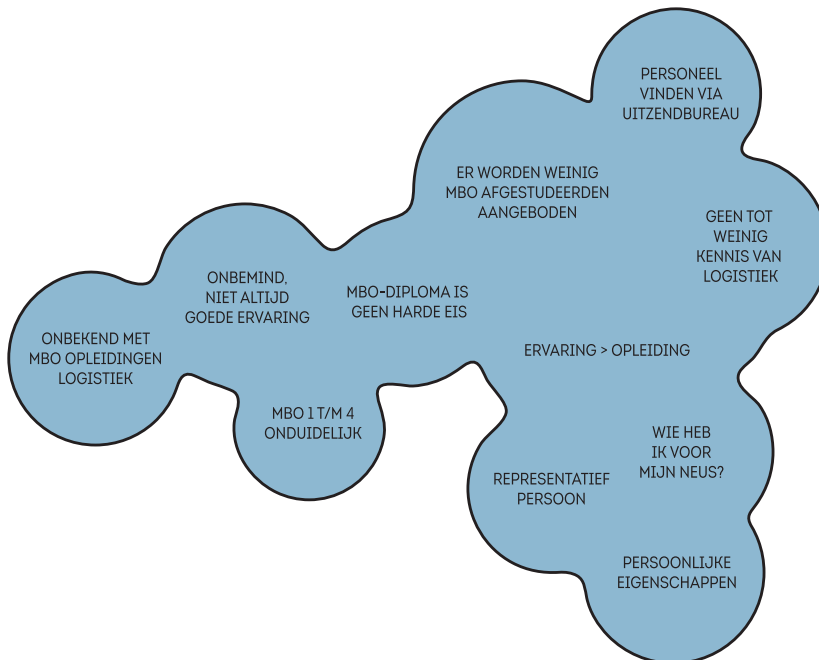 PERSONEEL
VINDEN VIA
UITZENDBUREAU
ER WORDEN WEINIG
MBO AFGESTUDEERDEN
AANGEBODEN
GEEN TOT
WEINIG
KENNIS VAN
LOGISTIEK
ONBEMIND,
NIET ALTIJD
GOEDE ERVARING
MBO-DIPLOMA IS
GEEN HARDE EIS
ONBEKEND MET
MBO OPLEIDINGEN
LOGISTIEK
ERVARING > OPLEIDING
MBO 1 T/M 4
ONDUIDELIJK
WIE HEB
IK VOOR
MIJN NEUS?
REPRESENTATIEF
PERSOON
PERSOONLIJKE
EIGENSCHAPPEN